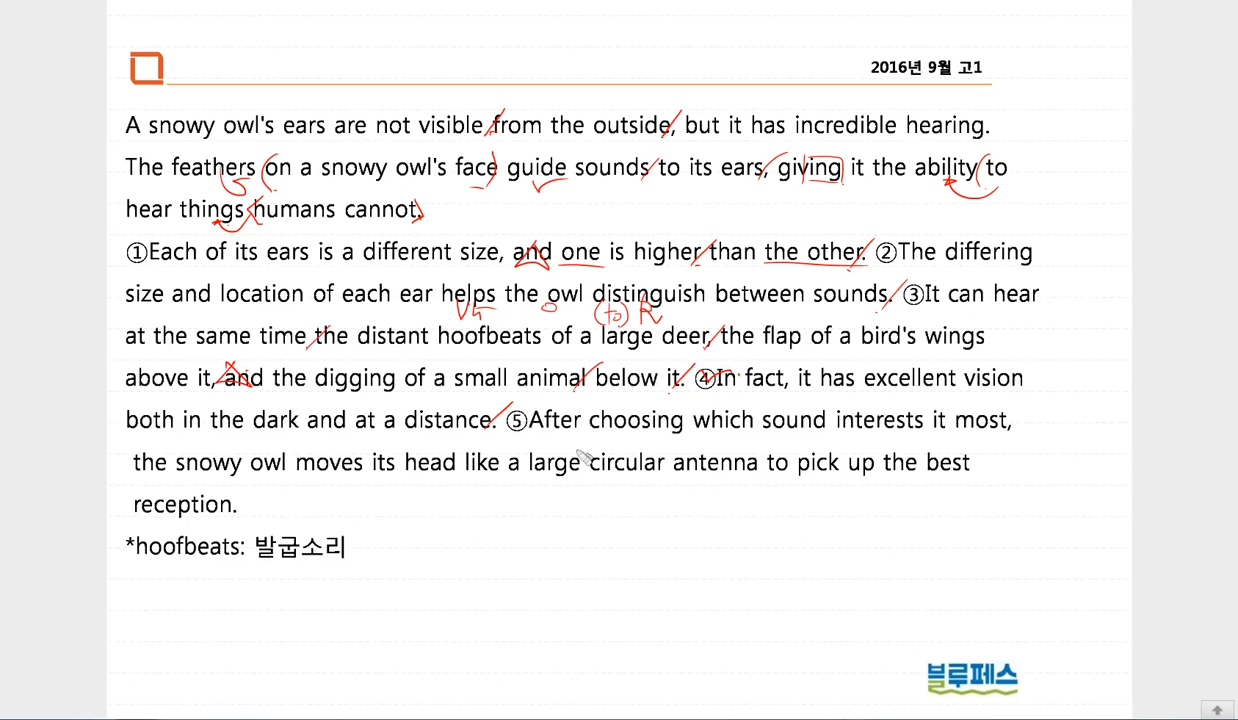 2016년 9월 고1
A snowy owl's ears are not visible from the outside, but it has incredible hearing.
The feathers on a snowy owl's face guide sounds to its ears, giving it the ability to
hear things humans cannot.
①Each of its ears is a different size, and one is higher than the other. ②The differing
size and location of each ear helps the owl distinguish between sounds. ③It can hear
at the same time the distant hoofbeats of a large deer, the flap of a bird's wings
above it, and the digging of a small animal below it. ④In fact, it has excellent vision
both in the dark and at a distance. ⑤After choosing which sound interests it most,
the snowy owl moves its head like a large circular antenna to pick up the best
reception.
*hoofbeats: 발굽소리
블루페스